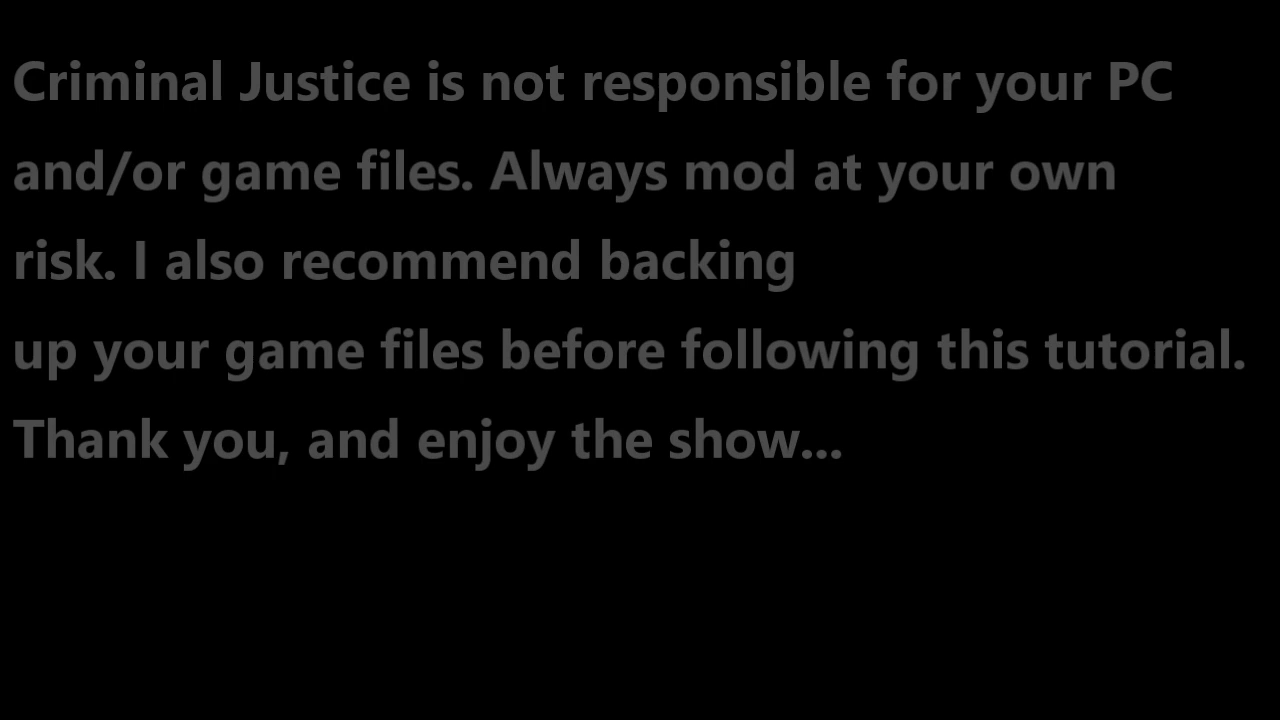 Criminal Justice is not responsible for your PC
and/or game files. Always mod at your own
risk. I also recommend backing
up your game files before following this tutorial.
Thank you, and enjoy the show...